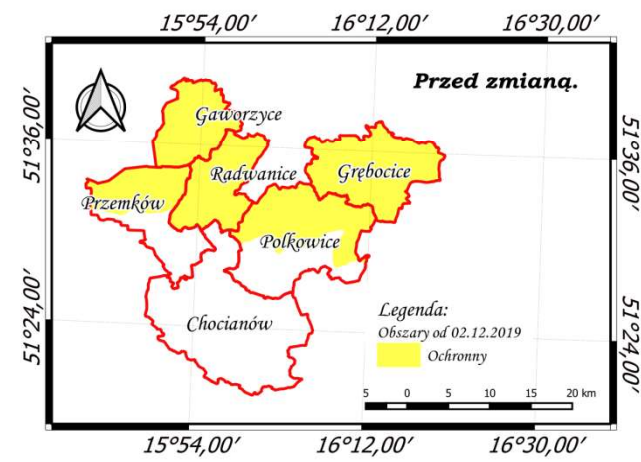 15°54,00′ 16°12,00′ 16°30,00′
Przed zmianą.
51°36,00′
51°36,00′
Gaworzyce
Radwanice
Grębocice
Przemków
Polkowice
51°24,00′
51°24,00′
Chocianów
Legenda:
Obszary od 02.12.2019
Ochronny
5 0 5 10 15 20 km
15°54,00′ 16°12,00′ 16°30,00′